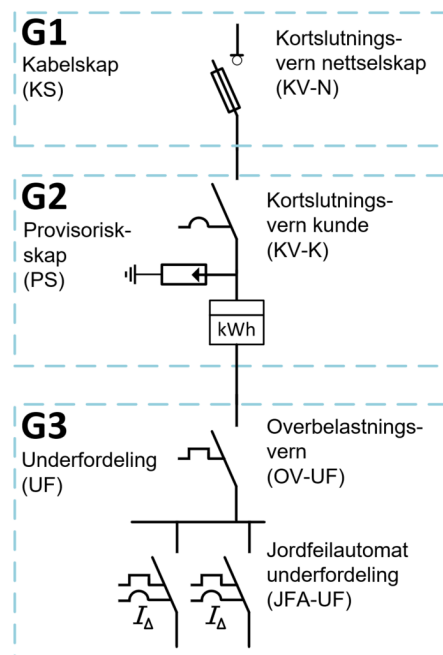 G1
Kabelskap
(KS)
Kortslutnings-
vern nettselskap
(KV-N)
G2
Provisorisk-
skap
(PS)
Kortslutnings-
vern kunde
(KV-K)
kWh
G3
Underfordeling
(UF)
Overbelastnings-
vern
(OV-UF)
Jordfeilautomat
underfordeling
(JFA-UF)
IΔ
IΔ